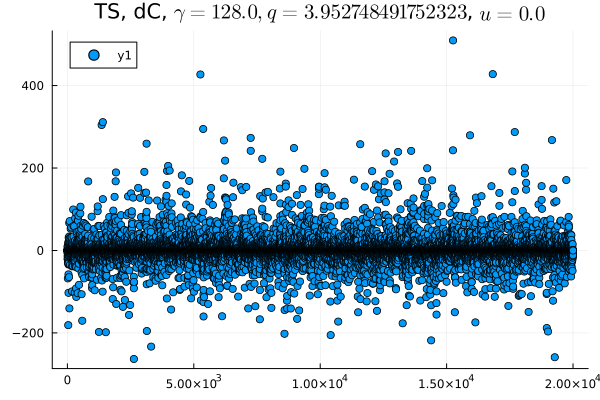 TS, dC, γ = 128.0, q = 3.952748491752323, u = 0.0
y1
400
200
0
−200
0 5.00×10³ 1.00×10⁴ 1.50×10⁴ 2.00×10⁴